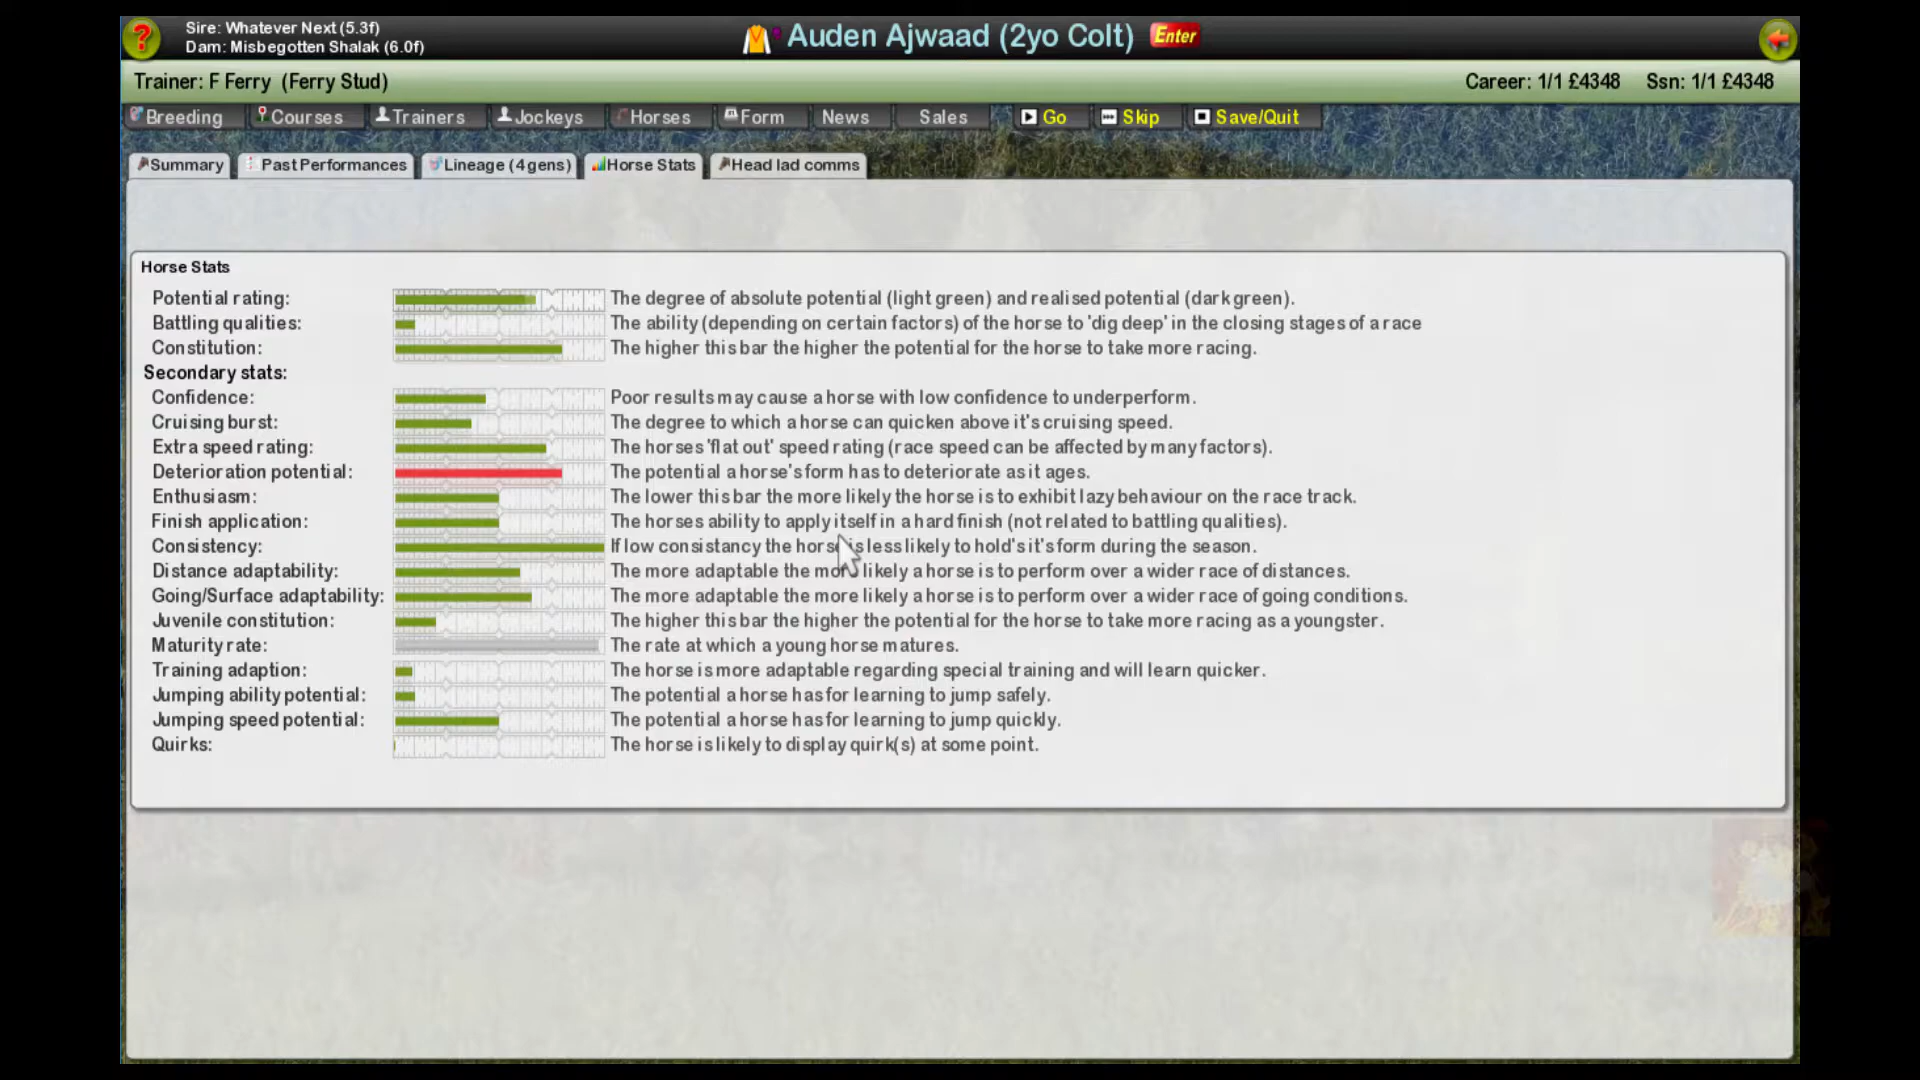 Sire: Whatever Next (5.3f)
Dam: Misbegotten Shalak (6.0f)
Auden Ajwaad (2yo Colt) Enter
Trainer: F Ferry (Ferry Stud)
Career: 1/1 £4348 Ssn: 1/1 £4348
Breeding Courses Trainers Jockeys Horses Form News Sales Go Skip Save/Quit
Summary Past Performances Lineage (4 gens) Horse Stats Head lad comms
Horse Stats
Potential rating: The degree of absolute potential (light green) and realised potential (dark green).
Battling qualities: The ability (depending on certain factors) of the horse to 'dig deep' in the closing stages of a race
Constitution: The higher this bar the higher the potential for the horse to take more racing.
Secondary stats:
Confidence: Poor results may cause a horse with low confidence to underperform.
Cruising burst: The degree to which a horse can quicken above it's cruising speed.
Extra speed rating: The horses 'flat out' speed rating (race speed can be affected by many factors).
Deterioration potential: The potential a horse's form has to deteriorate as it ages.
Enthusiasm: The lower this bar the more likely the horse is to exhibit lazy behaviour on the race track.
Finish application: The horses ability to apply itself in a hard finish (not related to battling qualities).
Consistency: If low consistancy the horse is less likely to hold's it's form during the season.
Distance adaptability: The more adaptable the more likely a horse is to perform over a wider race of distances.
Going/Surface adaptability: The more adaptable the more likely a horse is to perform over a wider race of going conditions.
Juvenile constitution: The higher this bar the higher the potential for the horse to take more racing as a youngster.
Maturity rate: The rate at which a young horse matures.
Training adaption: The horse is more adaptable regarding special training and will learn quicker.
Jumping ability potential: The potential a horse has for learning to jump safely.
Jumping speed potential: The potential a horse has for learning to jump quickly.
Quirks: The horse is likely to display quirk(s) at some point.